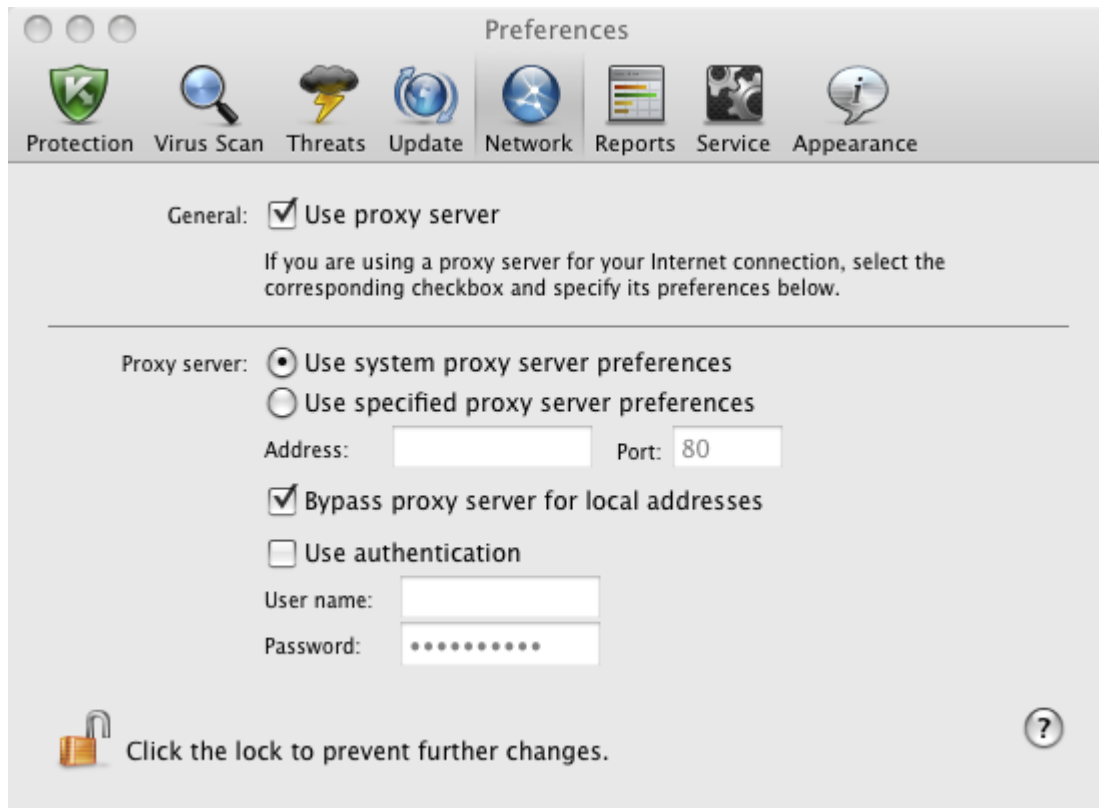 Preferences
Protection Virus Scan Threats Update Network Reports Service Appearance
General: Use proxy server
If you are using a proxy server for your Internet connection, select the
corresponding checkbox and specify its preferences below.
Proxy server: Use system proxy server preferences
Use specified proxy server preferences
Address: Port: 80
Bypass proxy server for local addresses
Use authentication
User name:
Password: ••••••••••
Click the lock to prevent further changes. ?